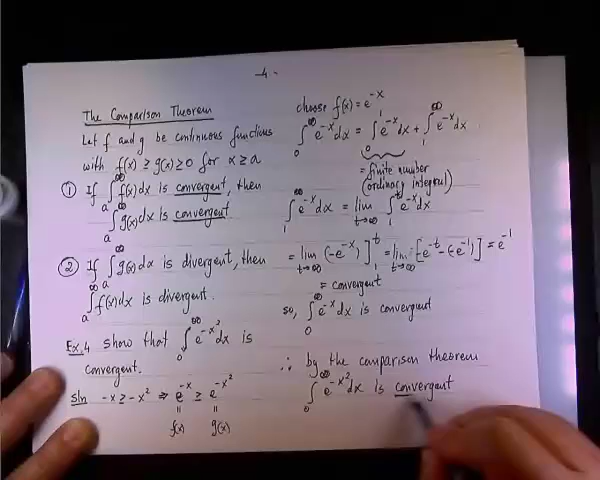 - 4 -
The Comparison Theorem
Let f and g be continuous functions
with f(x) ≥ g(x) ≥ 0 for x ≥ a
① If ∫_a^∞ f(x)dx is convergent, then
∫_a^∞ g(x)dx is convergent
② If ∫_a^∞ g(x)dx is divergent, then
∫_a^∞ f(x)dx is divergent.
Ex.4 show that ∫_0^∞ e^{-x²}dx is
convergent.
sln -x ≥ -x² ⇒ e^{-x} ≥ e^{-x²}
= =
f(x) g(x)
choose f(x) = e^{-x}
∫_0^∞ e^{-x}dx = ∫_0^1 e^{-x}dx + ∫_1^∞ e^{-x}dx
= finite number
(ordinary integral)
∫_1^∞ e^{-x}dx = lim_{t→∞} ∫_1^t e^{-x}dx
= lim_{t→∞} (-e^{-x})]_1^t = lim_{t→∞} -[e^{-t} - (e^{-1})] = e^{-1}
= convergent
so, ∫_0^∞ e^{-x}dx is convergent
∴ by the comparison theorem
∫_0^∞ e^{-x²}dx is convergent